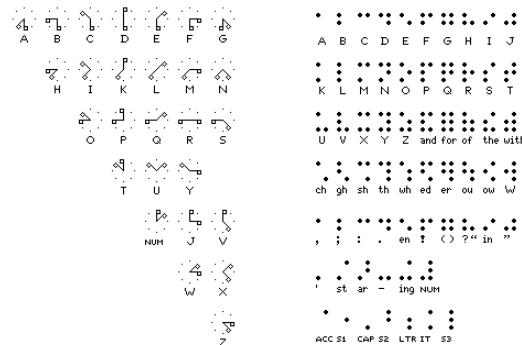 A B C D E F G
H I K L M N
O P Q R S
T U Y
NUM J V
W X
Z
A B C D E F G H I J
K L M N O P Q R S T
U V X Y Z and for of the with
ch gh sh th wh ed er ou ow W
, ; : . en ! () ?“ in ”
' st ar - ing NUM
ACC S1 CAP S2 LTR IT S3